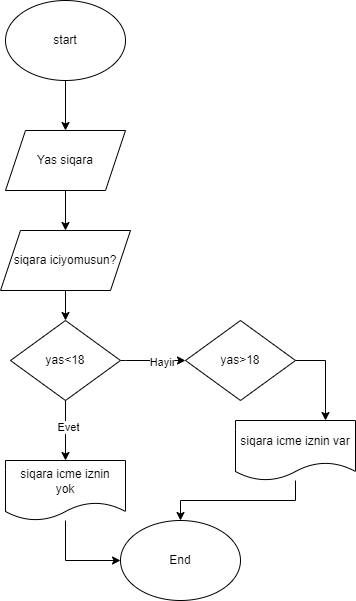 start
Yas siqara
siqara iciyomusun?
yas<18
Hayir
yas>18
Evet
siqara icme iznin var
siqara icme iznin
yok
End